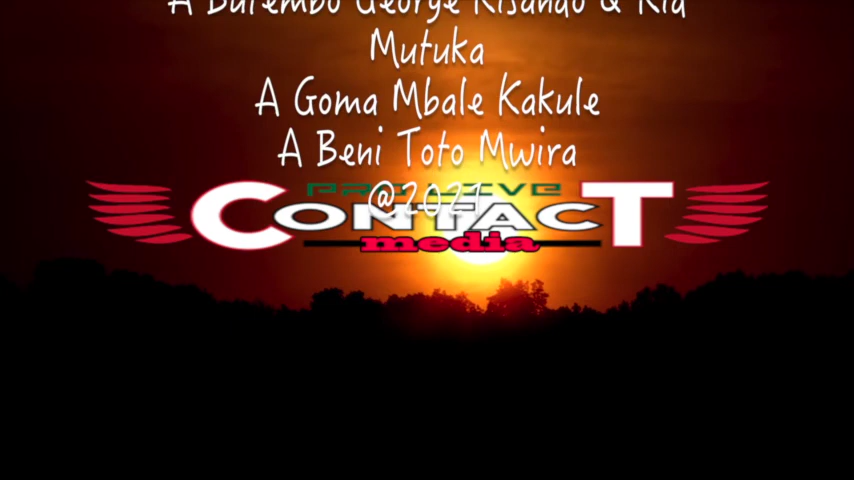 A Butembo George Kisando & Kid
Mutuka
A Goma Mbale Kakule
A Beni Toto Mwira
@2021
CONTACT
media